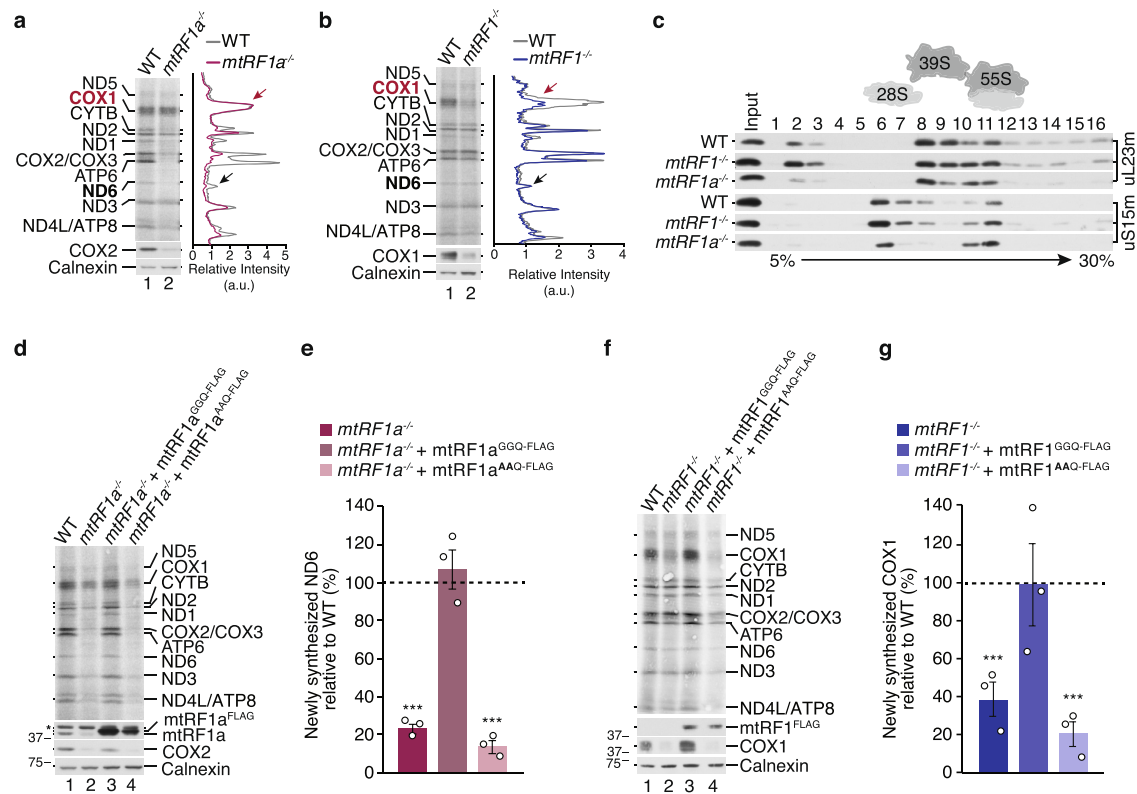 a
WT
mtRF1a-/-
WT
mtRF1a-/-
ND5
COX1
CYTB
ND2
ND1
COX2/COX3
ATP6
ND6
ND3
ND4L/ATP8
COX2
Calnexin
1 2
0 1 2 3 4 5
Relative Intensity
(a.u.)
b
WT
mtRF1-/-
WT
mtRF1-/-
ND5
COX1
CYTB
ND2
ND1
COX2/COX3
ATP6
ND6
ND3
ND4L/ATP8
COX1
Calnexin
1 2
0 1 2 3 4
Relative Intensity
(a.u.)
c
39S
28S
55S
Input 1 2 3 4 5 6 7 8 9 10 11 12 13 14 15 16
WT
mtRF1-/-
mtRF1a-/-
uL23m
WT
mtRF1-/-
mtRF1a-/-
uS15m
5% 30%
d
WT
mtRF1a-/-
mtRF1a-/- + mtRF1aGGQ-FLAG
mtRF1a-/- + mtRF1aAAQ-FLAG
ND5
COX1
CYTB
ND2
ND1
COX2/COX3
ATP6
ND6
ND3
ND4L/ATP8
mtRF1aFLAG
*
mtRF1a
37
COX2
75
Calnexin
1 2 3 4
e
mtRF1a-/-
mtRF1a-/- + mtRF1aGGQ-FLAG
mtRF1a-/- + mtRF1aAAQ-FLAG
Newly synthesized ND6
relative to WT (%)
140
120
100
80
60
40
20
0
***
***
f
WT
mtRF1-/-
mtRF1-/- + mtRF1GGQ-FLAG
mtRF1-/- + mtRF1AAQ-FLAG
ND5
COX1
CYTB
ND2
ND1
COX2/COX3
ATP6
ND6
ND3
ND4L/ATP8
mtRF1FLAG
37
COX1
37
75
Calnexin
1 2 3 4
g
mtRF1-/-
mtRF1-/- + mtRF1GGQ-FLAG
mtRF1-/- + mtRF1AAQ-FLAG
Newly synthesized COX1
relative to WT (%)
140
120
100
80
60
40
20
0
***
***